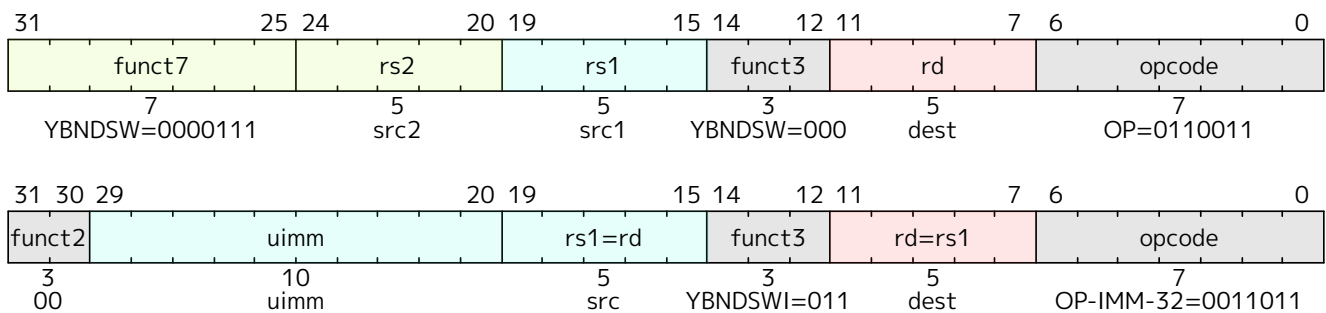 31 25 24 20 19 15 14 12 11 7 6 0
funct7 rs2 rs1 funct3 rd opcode
7 5 5 3 5 7
YBNDSW=0000111 src2 src1 YBNDSW=000 dest OP=0110011
31 30 29 20 19 15 14 12 11 7 6 0
funct2 uimm rs1=rd funct3 rd=rs1 opcode
3 10 5 3 5 7
00 uimm src YBNDSWI=011 dest OP-IMM-32=0011011